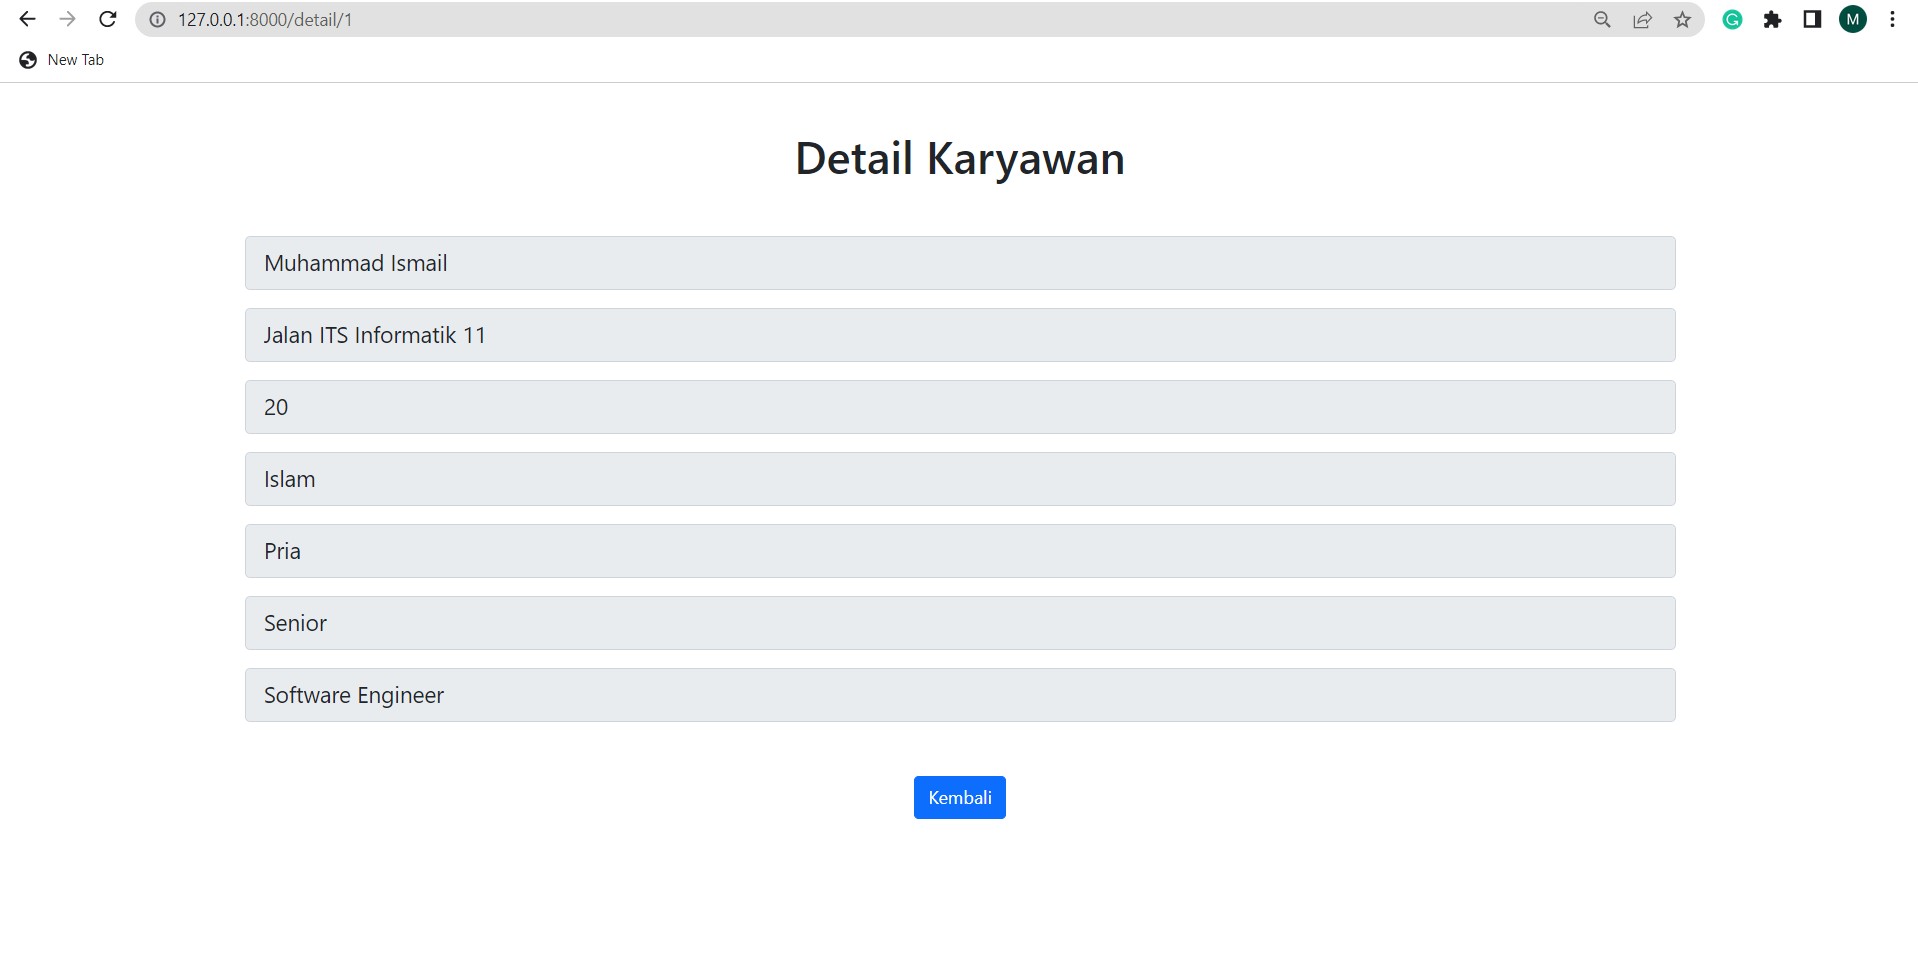 127.0.0.1:8000/detail/1
M
New Tab
Detail Karyawan
Muhammad Ismail
Jalan ITS Informatik 11
20
Islam
Pria
Senior
Software Engineer
Kembali